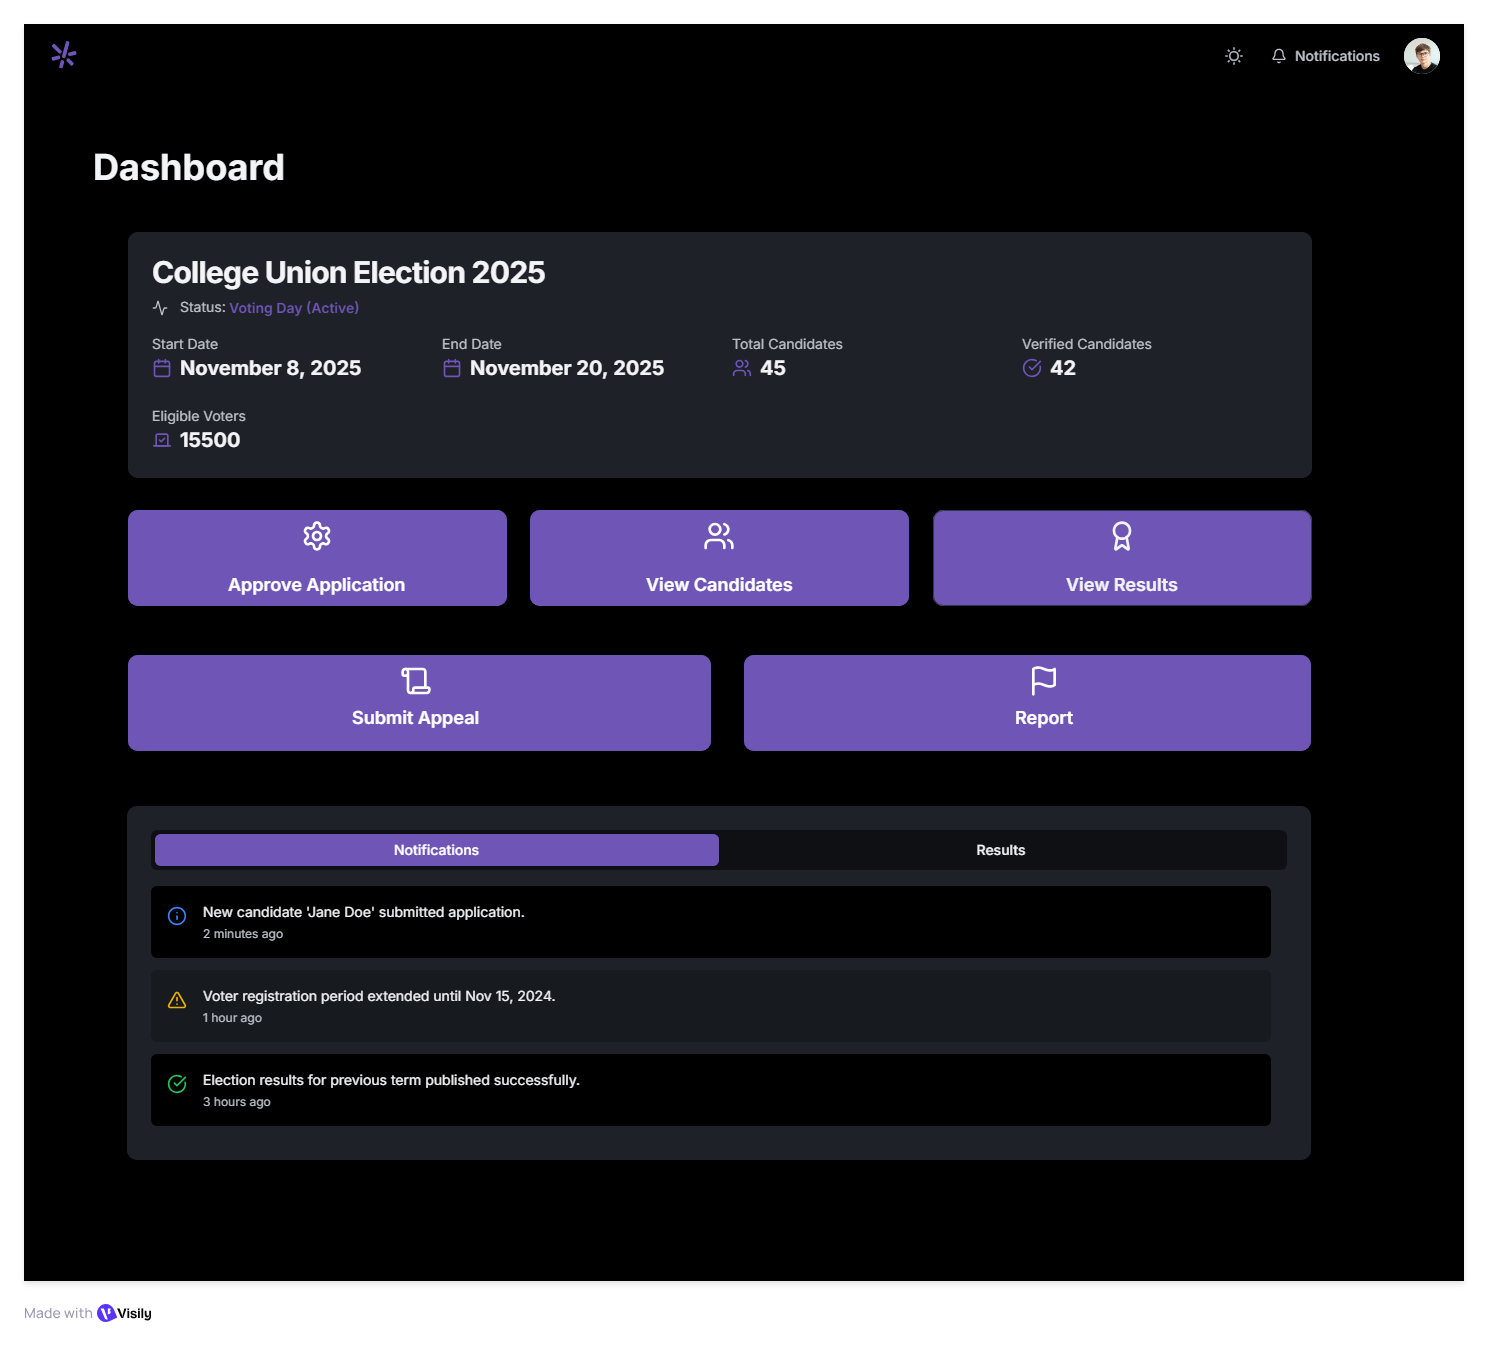 Notifications
Dashboard
College Union Election 2025
Status: Voting Day (Active)
Start Date
November 8, 2025
End Date
November 20, 2025
Total Candidates
45
Verified Candidates
42
Eligible Voters
15500
Approve Application
View Candidates
View Results
Submit Appeal
Report
Notifications
Results
New candidate 'Jane Doe' submitted application.
2 minutes ago
Voter registration period extended until Nov 15, 2024.
1 hour ago
Election results for previous term published successfully.
3 hours ago
Made with Visily